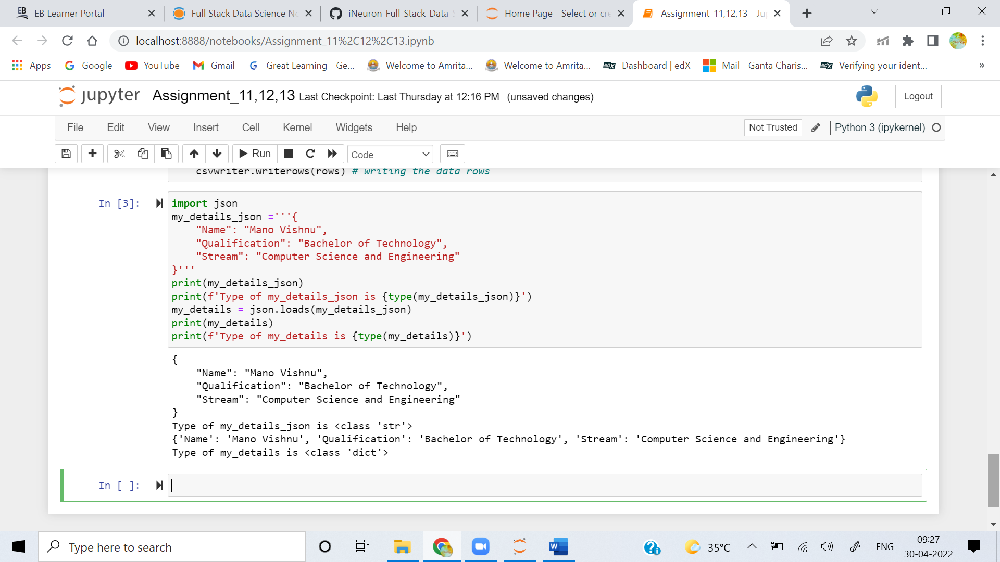 EB Learner Portal
Full Stack Data Science No
iNeuron-Full-Stack-Data-S
Home Page - Select or cre
Assignment_11,12,13 - Ju
localhost:8888/notebooks/Assignment_11%2C12%2C13.ipynb
Apps
Google
YouTube
Gmail
Great Learning - Ge...
Welcome to Amrita...
Welcome to Amrita...
edX
Dashboard | edX
Mail - Ganta Charis...
edX
Verifying your ident...
»
jupyter
Assignment_11,12,13 Last Checkpoint: Last Thursday at 12:16 PM (unsaved changes)
Logout
File
Edit
View
Insert
Cell
Kernel
Widgets
Help
Not Trusted
Python 3 (ipykernel)
Run
Code
csvwriter.writerows(rows) # writing the data rows
In [3]:
import json
my_details_json ='''{
    "Name": "Mano Vishnu",
    "Qualification": "Bachelor of Technology",
    "Stream": "Computer Science and Engineering"
}'''
print(my_details_json)
print(f'Type of my_details_json is {type(my_details_json)}')
my_details = json.loads(my_details_json)
print(my_details)
print(f'Type of my_details is {type(my_details)}')
{
    "Name": "Mano Vishnu",
    "Qualification": "Bachelor of Technology",
    "Stream": "Computer Science and Engineering"
}
Type of my_details_json is <class 'str'>
{'Name': 'Mano Vishnu', 'Qualification': 'Bachelor of Technology', 'Stream': 'Computer Science and Engineering'}
Type of my_details is <class 'dict'>
In [ ]:
Type here to search
35°C
ENG
09:27
30-04-2022